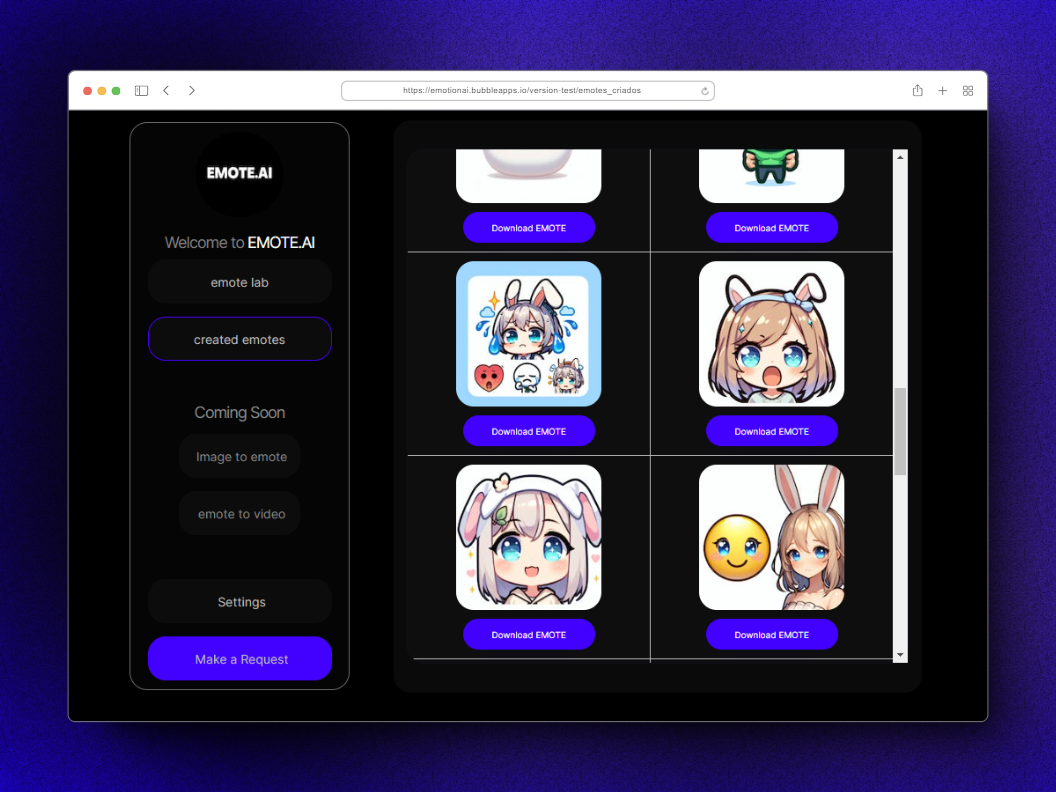 https://emotionai.bubbleapps.io/version-test/emotes_criados
EMOTE.AI
Welcome to EMOTE.AI
emote lab
created emotes
Coming Soon
Image to emote
emote to video
Settings
Make a Request
Download EMOTE
Download EMOTE
Download EMOTE
Download EMOTE
Download EMOTE
Download EMOTE